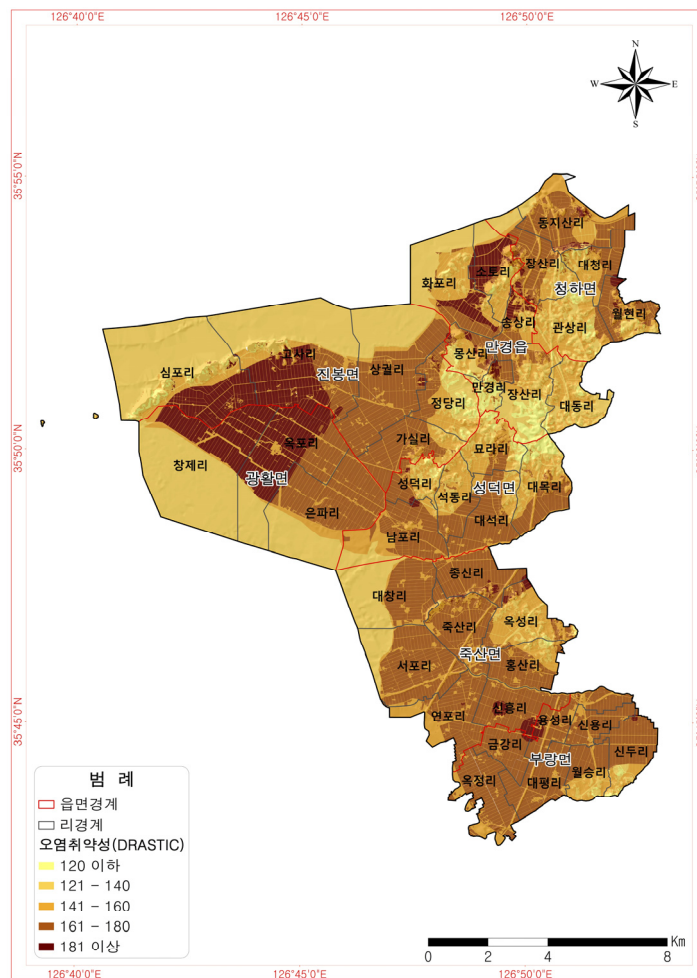 126°40'0"E 126°45'0"E 126°50'0"E
N
W E
S
35°55'0"N
35°50'0"N
35°45'0"N
동지산리
장산리 대청리
소토리
화포리
청하면
월현리
송상리 관상리
만경읍
몽산리
고사리
진봉면 상궐리
심포리
만경리
정당리 장산리
대동리
옥포리 가실리
묘라리
창제리
광활면
성덕리
석동리
성덕면
대목리
은파리
대석리
남포리
종신리
대창리
죽산리 옥성리
죽산면
서포리 홍산리
신흥리
연포리
용성리 신용리
금강리
신두리
부량면
월승리
옥정리 대평리
범 례
읍면경계
리경계
오염취약성(DRASTIC)
120 이하
121 - 140
141 - 160
161 - 180
181 이상
Km
0 2 4 8
126°40'0"E 126°45'0"E 126°50'0"E